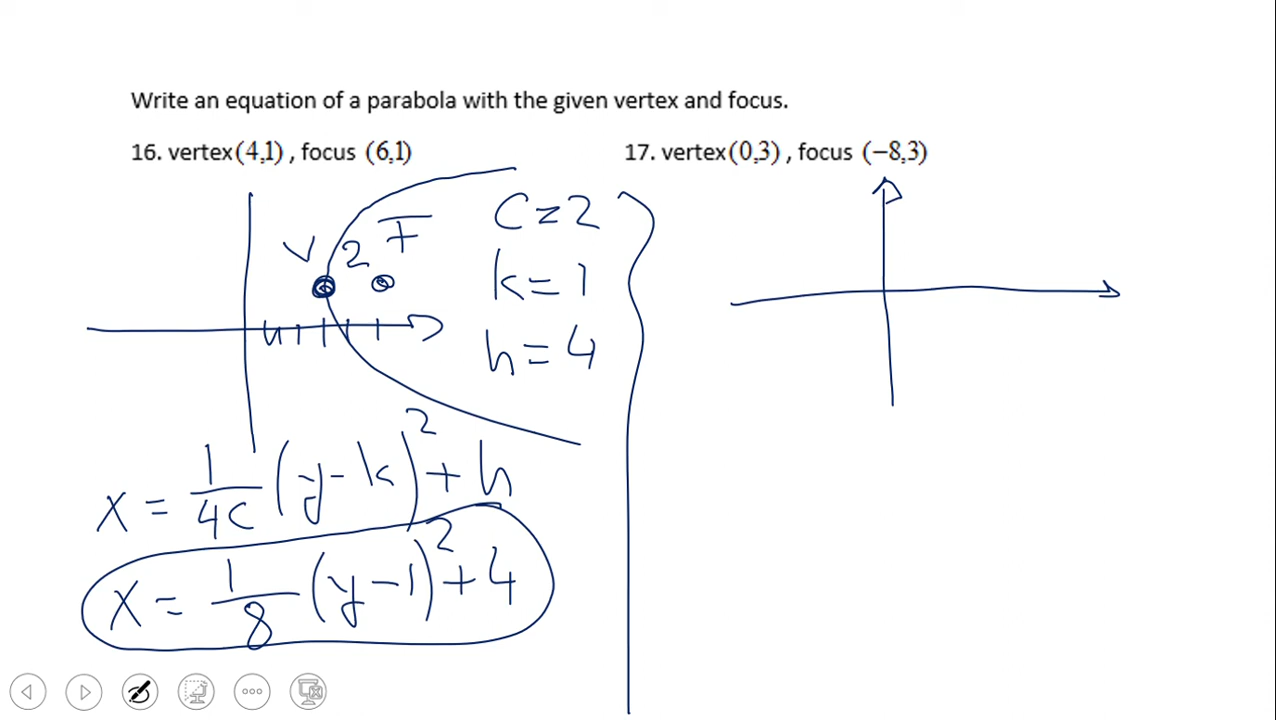 Write an equation of a parabola with the given vertex and focus.
16. vertex(4,1) , focus (6,1)
V 2 F
C = 2
k = 1
h = 4
x = 1/4c (y - k)² + h
x = 1/8 (y - 1)² + 4
17. vertex(0,3) , focus (−8,3)